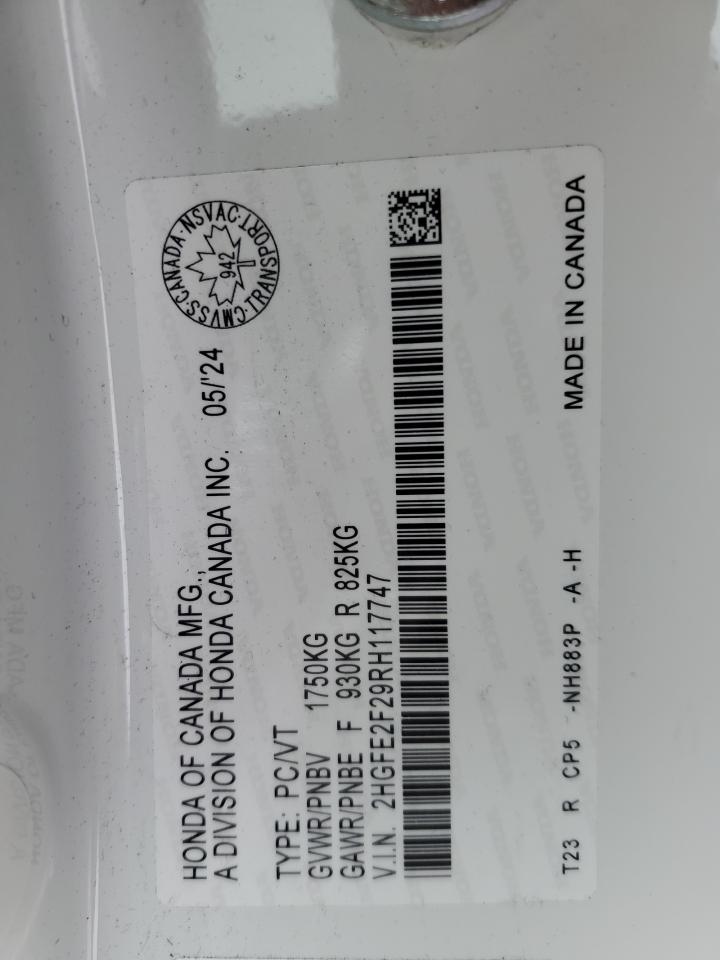 HONDA OF CANADA MFG.,
A DIVISION OF HONDA CANADA INC. 05/'24
CMVSS·CANADA·NSVAC·TRANSPORT·
942
TYPE: PC/VT
GVWR/PNBV 1750KG
GAWR/PNBE F 930KG R 825KG
V.I.N. 2HGFE2F29RH117747
T23 R CP5 -NH883P -A -H MADE IN CANADA